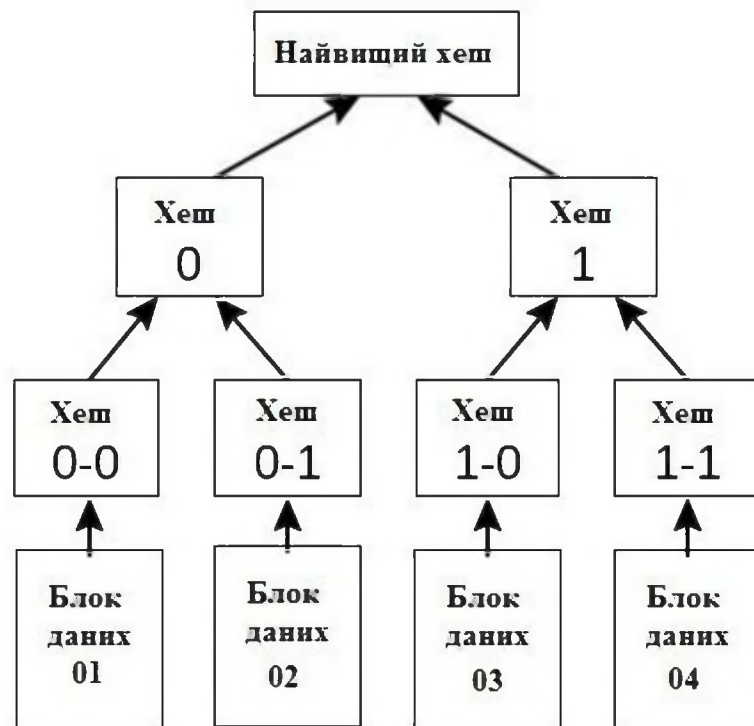 Найвищий хеш
Хеш
0
Хеш
1
Хеш
0-0
Хеш
0-1
Хеш
1-0
Хеш
1-1
Блок
даних
01
Блок
даних
02
Блок
даних
03
Блок
даних
04